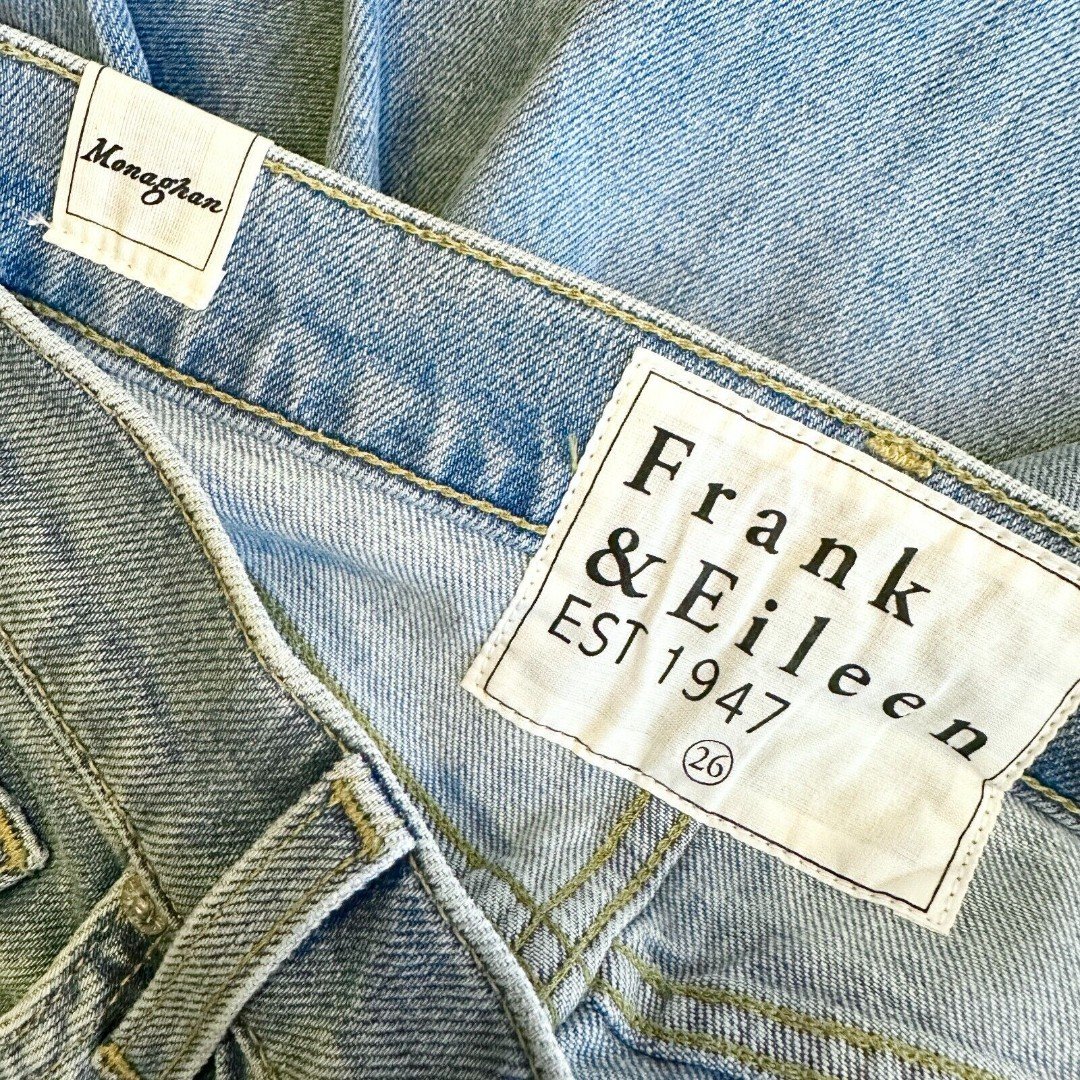 Monaghan
Frank
& Eileen
EST 1947
26